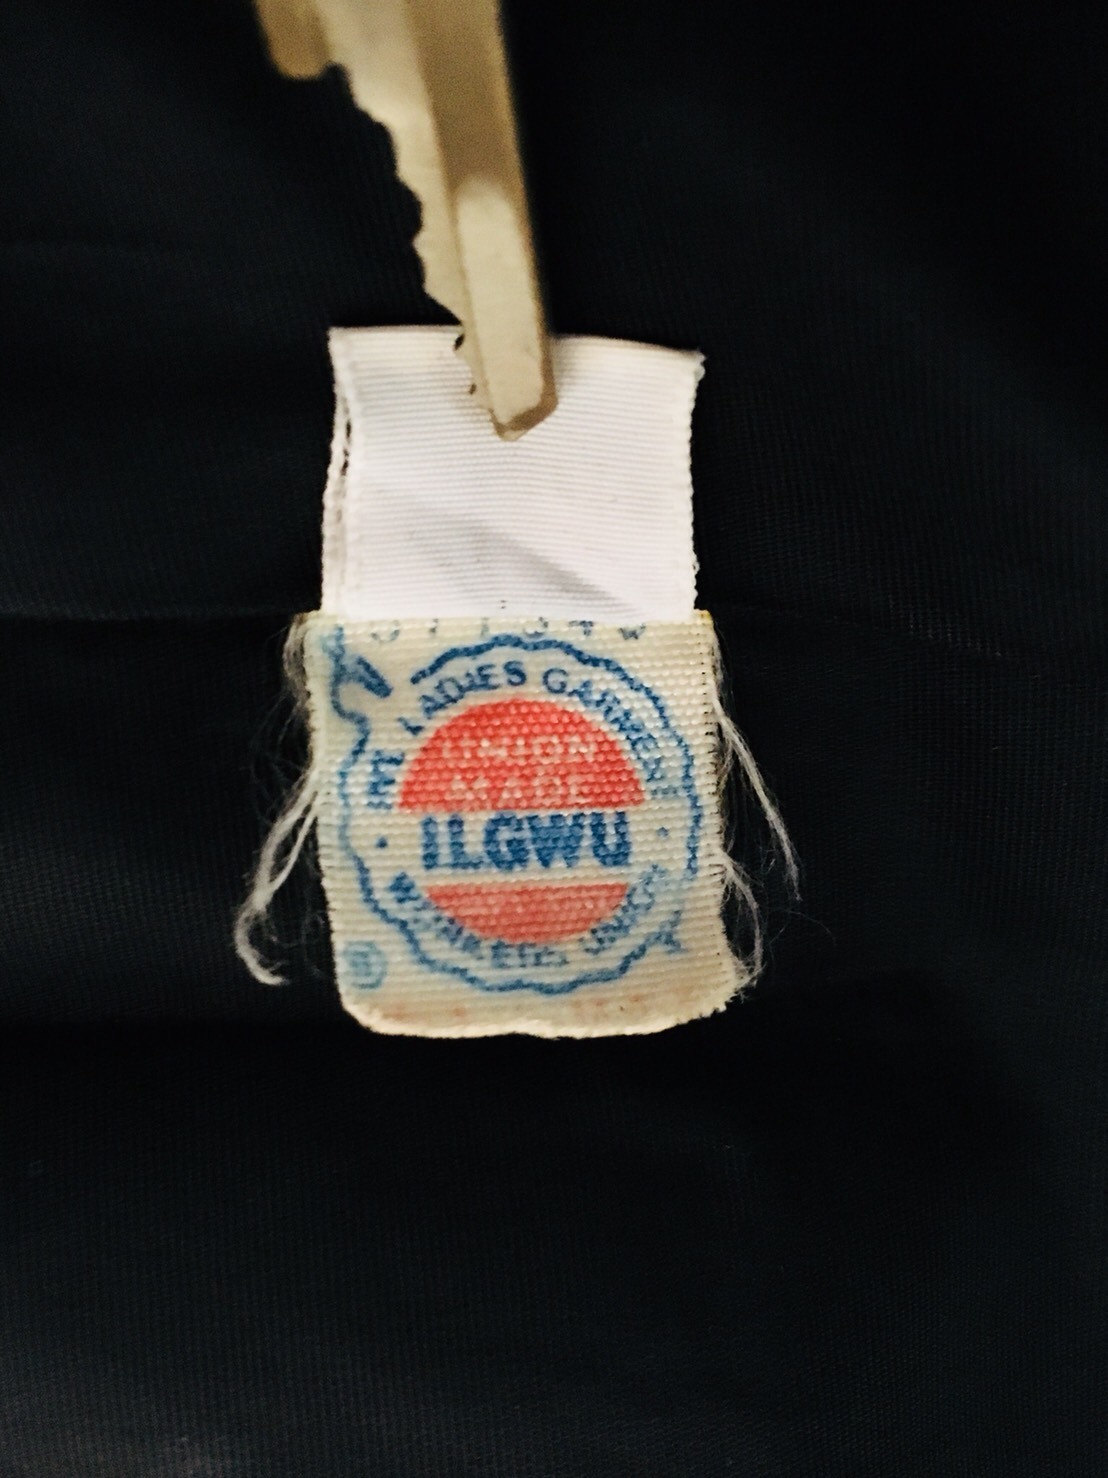 INT. LADIES GARMENT
UNION
MADE
ILGWU
WORKERS UNION
R